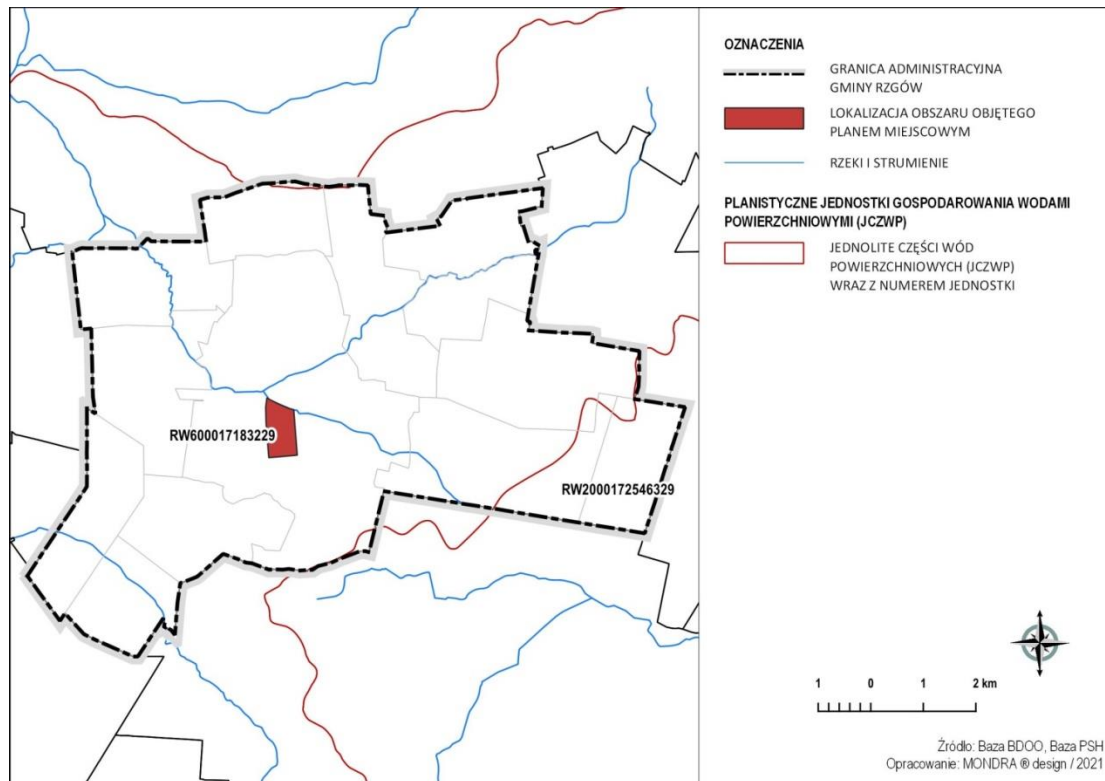 RW600017183229
RW2000172546329
OZNACZENIA
GRANICA ADMINISTRACYJNA
GMINY RZGÓW
LOKALIZACJA OBSZARU OBJĘTEGO
PLANEM MIEJSCOWYM
RZEKI I STRUMIENIE
PLANISTYCZNE JEDNOSTKI GOSPODAROWANIA WODAMI
POWIERZCHNIOWYMI (JCZWP)
JEDNOLITE CZĘŚCI WÓD
POWIERZCHNIOWYCH (JCZWP)
WRAZ Z NUMEREM JEDNOSTKI
1 0 1 2 km
Źródło: Baza BDOO, Baza PSH
Opracowanie: MONDRA ® design / 2021